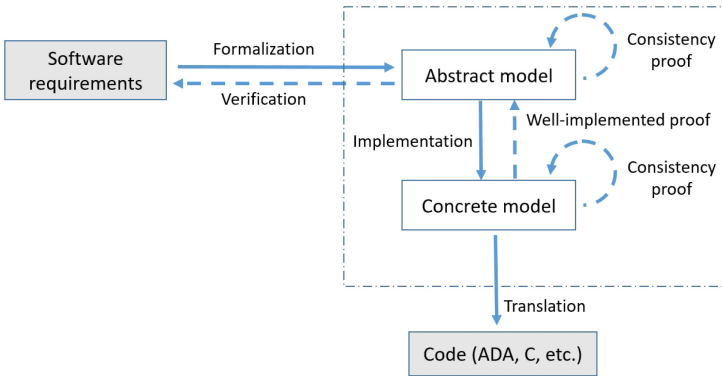 Software
requirements
Formalization
Verification
Abstract model
Consistency
proof
Implementation
Well-implemented proof
Concrete model
Consistency
proof
Translation
Code (ADA, C, etc.)